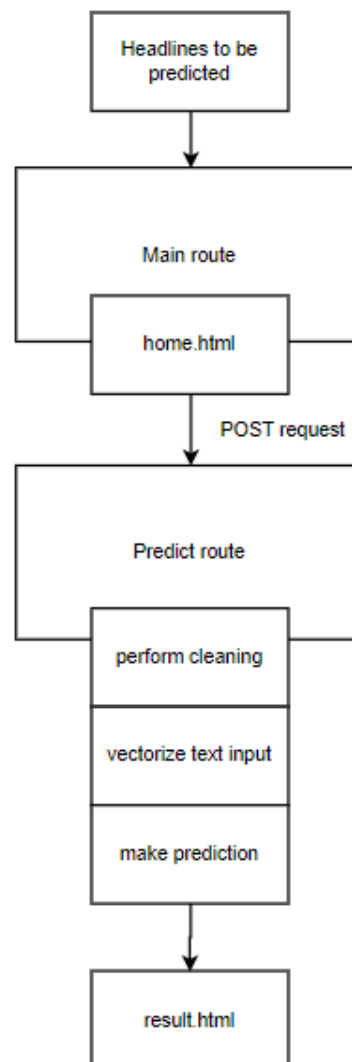 Headlines to be
predicted
Main route
home.html
POST request
Predict route
perform cleaning
vectorize text input
make prediction
result.html